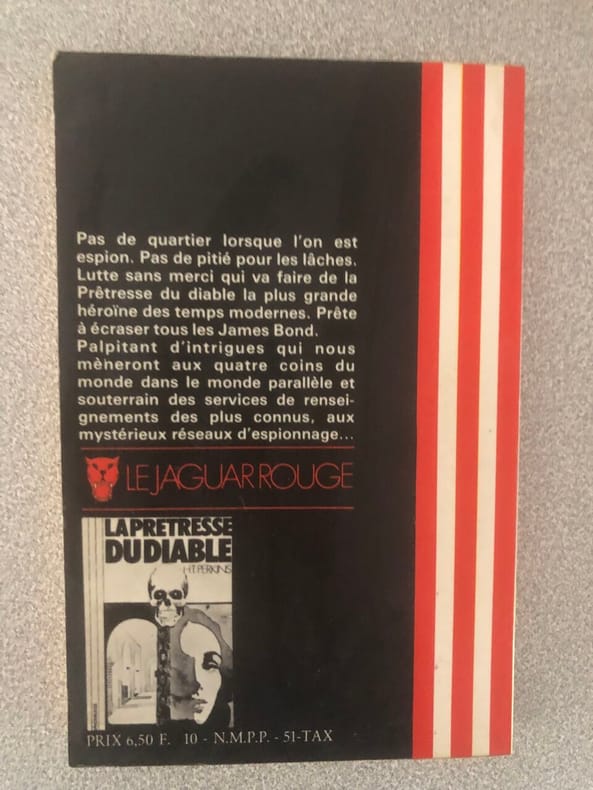 Pas de quartier lorsque l'on est
espion. Pas de pitié pour les lâches.
Lutte sans merci qui va faire de la
Prêtresse du diable la plus grande
héroïne des temps modernes. Prête
à écraser tous les James Bond.
Palpitant d'intrigues qui nous
mèneront aux quatre coins du
monde dans le monde parallèle et
souterrain des services de rensei-
gnements des plus connus, aux
mystérieux réseaux d'espionnage...
LE JAGUAR ROUGE
LA PRETRESSE
DU DIABLE
H.T. PERKINS
PRIX 6,50 F. 10 - N.M.P.P. - 51-TAX